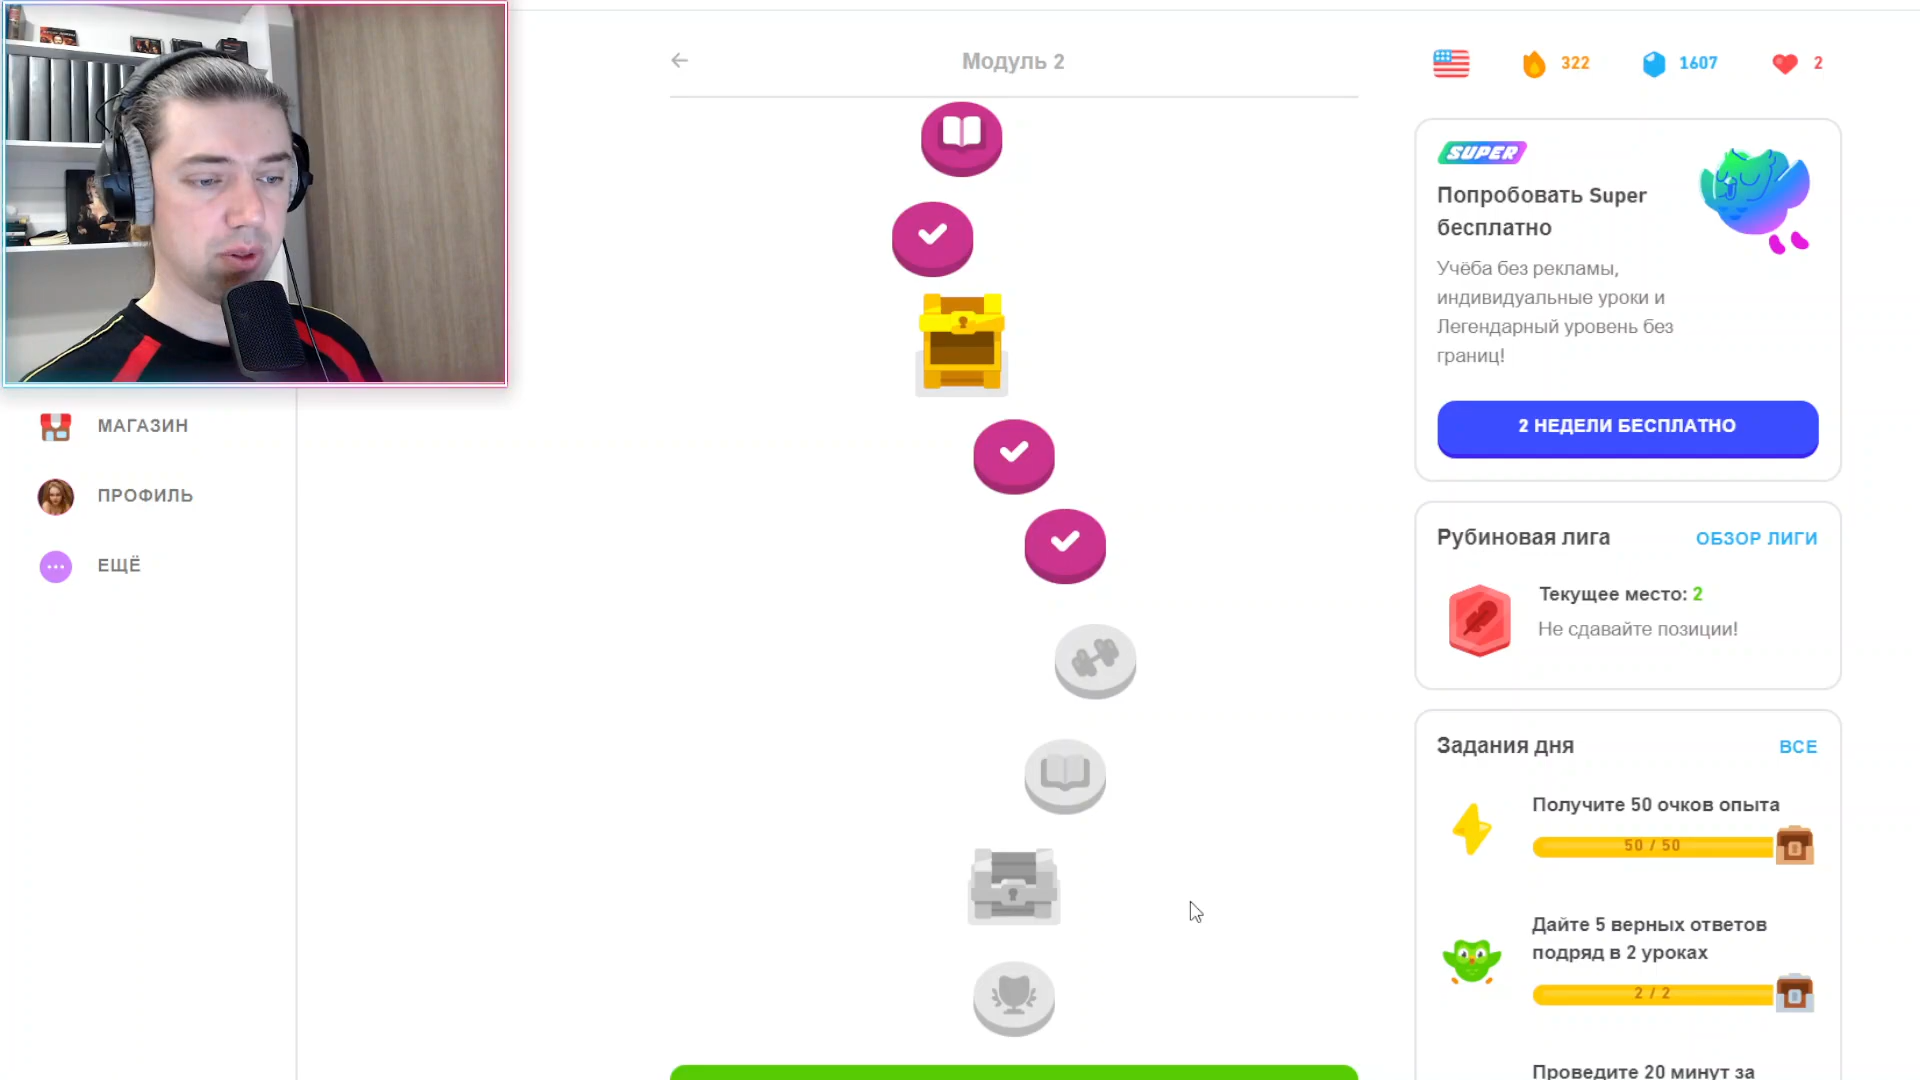 Модуль 2
322
1607
2
SUPER
Попробовать Super
бесплатно
Учёба без рекламы,
индивидуальные уроки и
Легендарный уровень без
границ!
2 НЕДЕЛИ БЕСПЛАТНО
МАГАЗИН
ПРОФИЛЬ
ЕЩЁ
Рубиновая лига
ОБЗОР ЛИГИ
Текущее место: 2
Не сдавайте позиции!
Задания дня
ВСЕ
Получите 50 очков опыта
50 / 50
Дайте 5 верных ответов
подряд в 2 уроках
2 / 2
Проведите 20 минут за